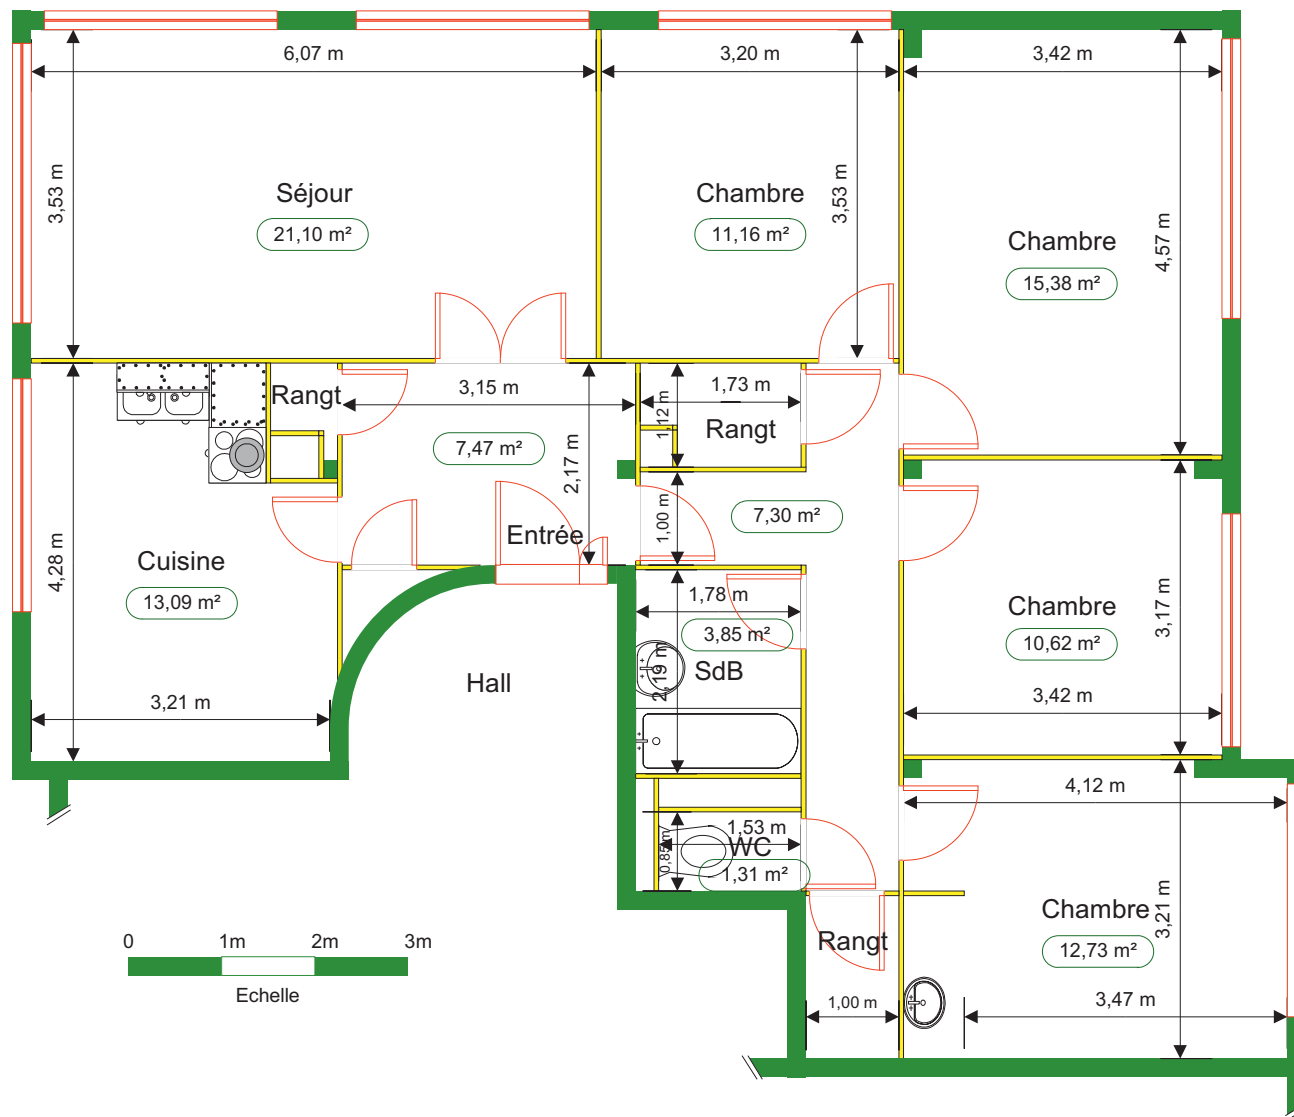 6,07 m
3,20 m
3,42 m
3,53 m
Séjour
21,10 m²
Chambre
11,16 m²
3,53 m
Chambre
15,38 m²
4,57 m
Rangt
3,15 m
7,47 m²
2,17 m
1,73 m
1,12 m
Rangt
Entrée
1,00 m
7,30 m²
Cuisine
13,09 m²
4,28 m
3,21 m
Hall
1,78 m
3,85 m²
SdB
2,19 m
Chambre
10,62 m²
3,17 m
3,42 m
4,12 m
1,53 m
WC
0,85 m
1,31 m²
Rangt
1,00 m
Chambre
12,73 m²
3,21 m
3,47 m
0 1m 2m 3m
Echelle